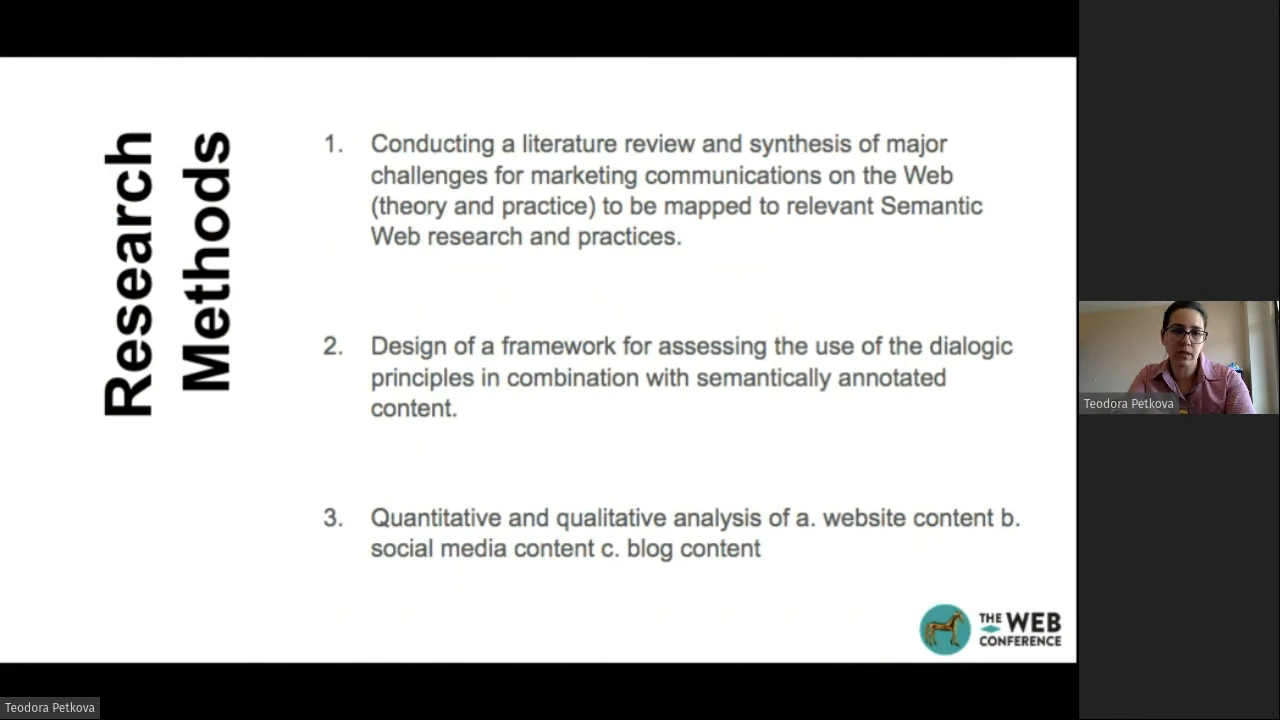 Research
Methods
1. Conducting a literature review and synthesis of major
challenges for marketing communications on the Web
(theory and practice) to be mapped to relevant Semantic
Web research and practices.
2. Design of a framework for assessing the use of the dialogic
principles in combination with semantically annotated
content.
3. Quantitative and qualitative analysis of a. website content b.
social media content c. blog content
THE WEB
CONFERENCE
Teodora Petkova
Teodora Petkova